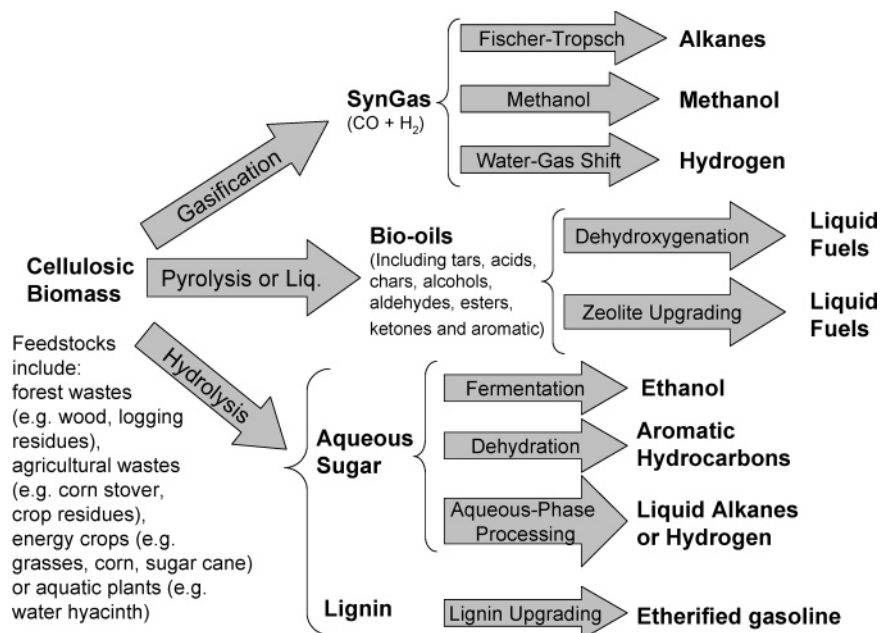 Fischer-Tropsch
Alkanes
SynGas
(CO + H₂)
Methanol
Methanol
Water-Gas Shift
Hydrogen
Gasification
Cellulosic
Biomass
Pyrolysis or Liq.
Bio-oils
(Including tars, acids,
chars, alcohols,
aldehydes, esters,
ketones and aromatic)
Dehydroxygenation
Liquid
Fuels
Zeolite Upgrading
Liquid
Fuels
Hydrolysis
Feedstocks
include:
forest wastes
(e.g. wood, logging
residues),
agricultural wastes
(e.g. corn stover,
crop residues),
energy crops (e.g.
grasses, corn, sugar cane)
or aquatic plants (e.g.
water hyacinth)
Aqueous
Sugar
Fermentation
Ethanol
Dehydration
Aromatic
Hydrocarbons
Aqueous-Phase
Processing
Liquid Alkanes
or Hydrogen
Lignin
Lignin Upgrading
Etherified gasoline